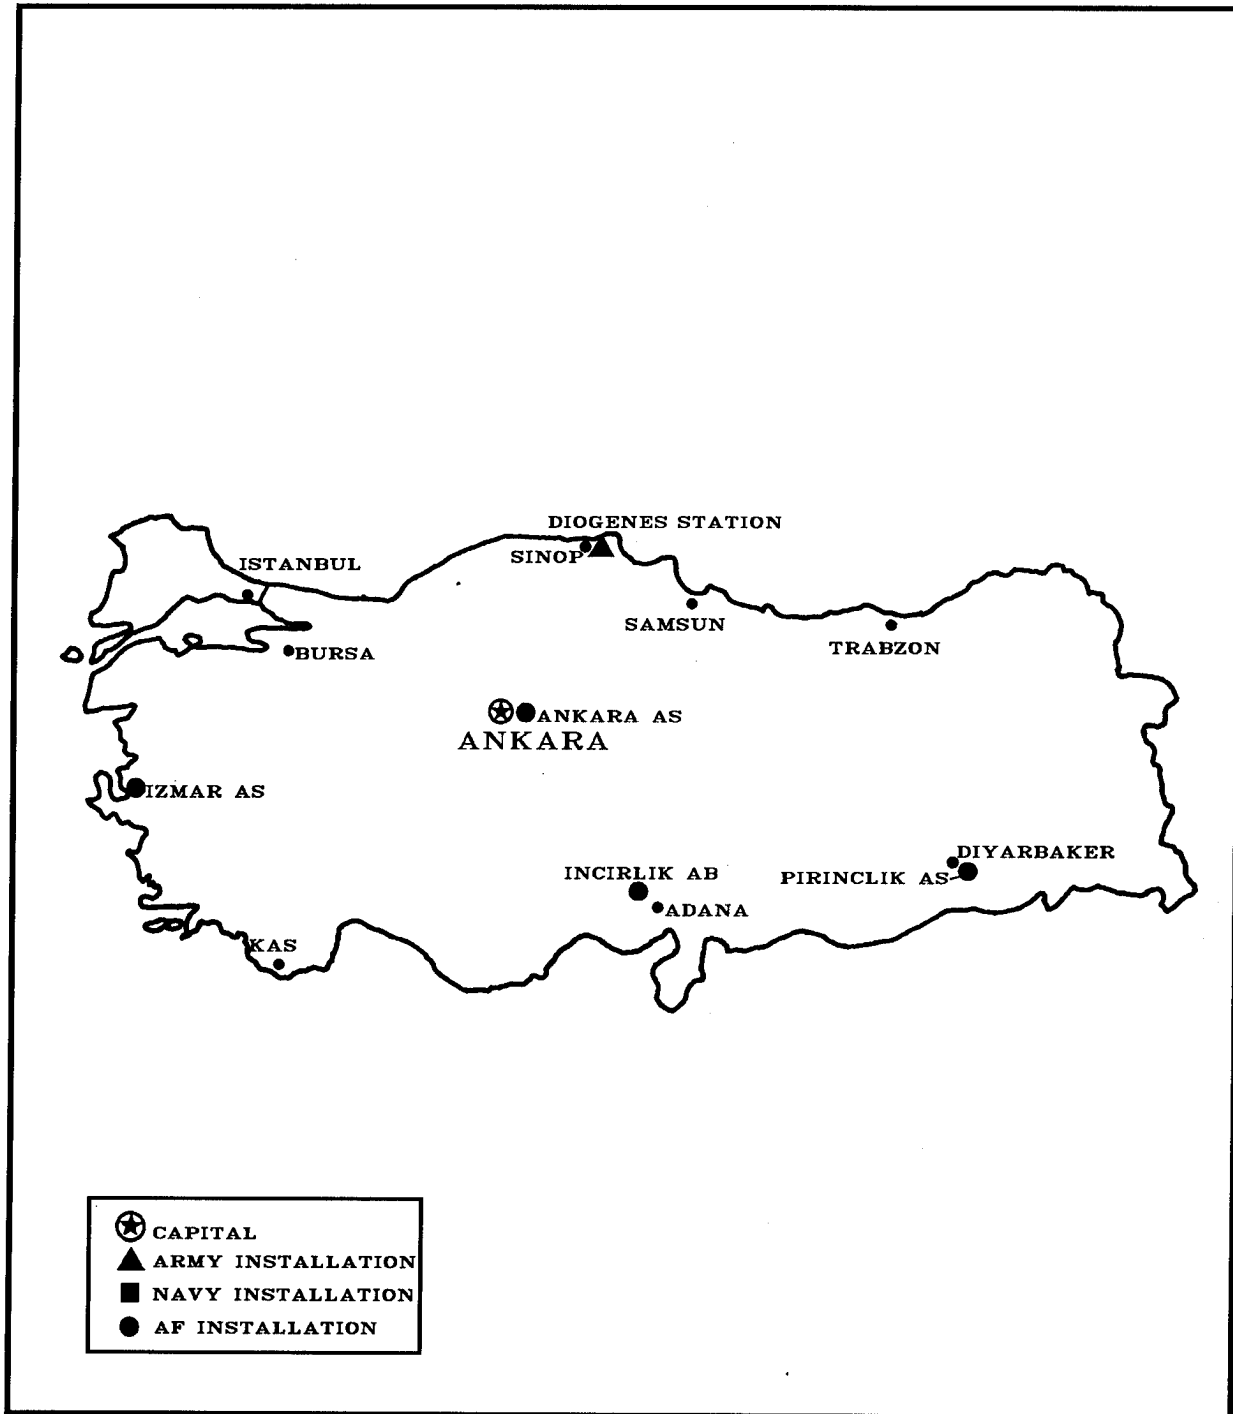 DIOGENES STATION
SINOP
ISTANBUL
SAMSUN
TRABZON
BURSA
ANKARA AS
ANKARA
IZMAR AS
DIYARBAKER
PIRINCLIK AS
INCIRLIK AB
ADANA
KAS
CAPITAL
ARMY INSTALLATION
NAVY INSTALLATION
AF INSTALLATION